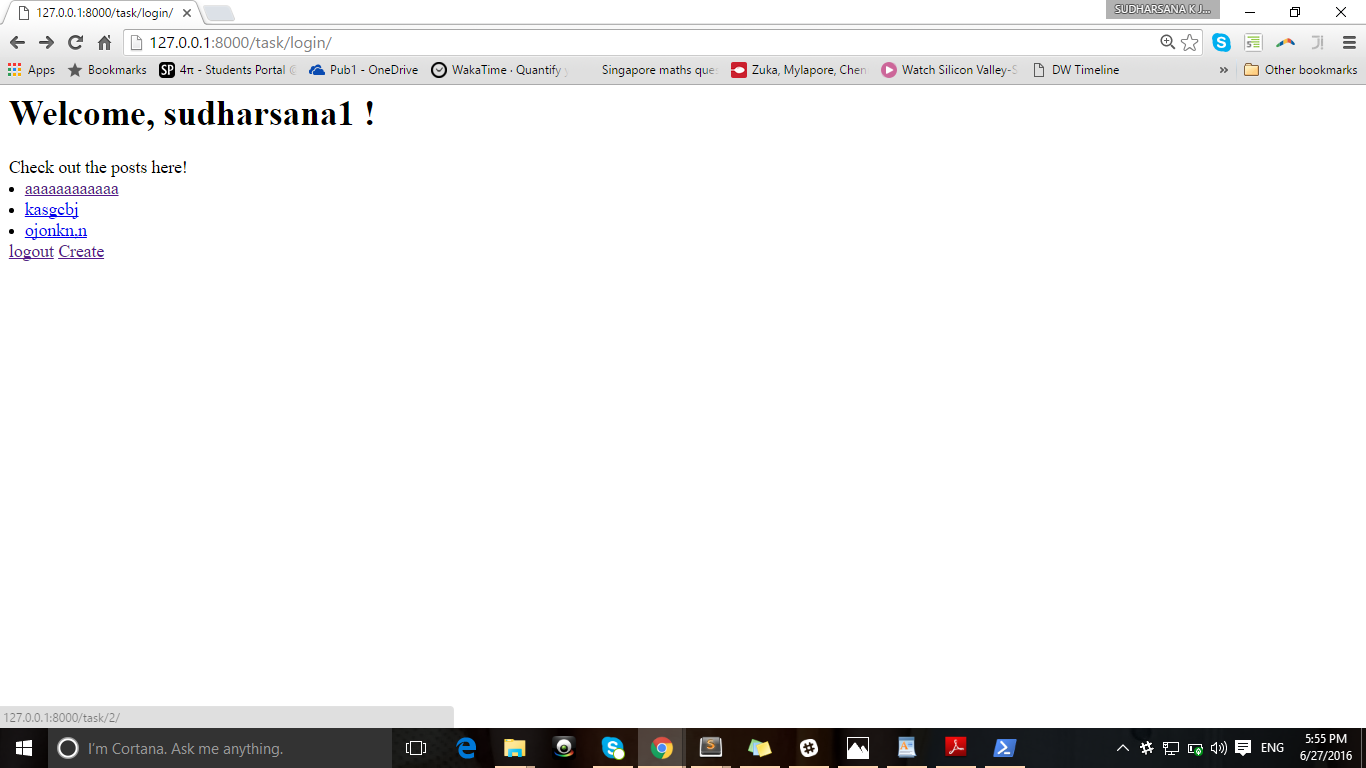 127.0.0.1:8000/task/login/
SUDHARSANA K J...
127.0.0.1:8000/task/login/
Apps Bookmarks 4π - Students Portal Pub1 - OneDrive WakaTime · Quantify Singapore maths ques Zuka, Mylapore, Chen Watch Silicon Valley-S DW Timeline » Other bookmarks
Welcome, sudharsana1 !
Check out the posts here!
aaaaaaaaaaaa
kasgcbj
ojonkn,n
logout Create
127.0.0.1:8000/task/2/
I'm Cortana. Ask me anything.
ENG
5:55 PM
6/27/2016